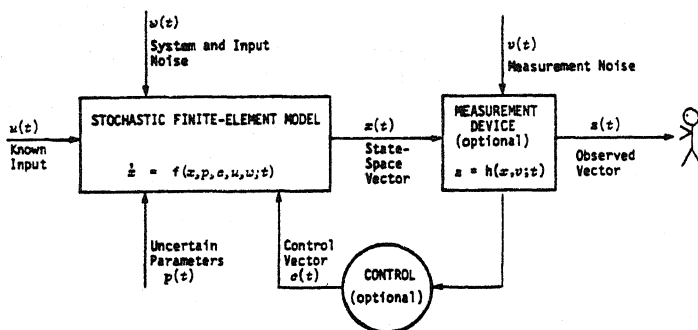 w(t)
System and Input
Noise
v(t)
Measurement Noise
u(t)
Known
Input
STOCHASTIC FINITE-ELEMENT MODEL
ẋ = f(x,p,c,u,w;t)
x(t)
State-
Space
Vector
MEASUREMENT
DEVICE
(optional)
z = h(x,v;t)
z(t)
Observed
Vector
Uncertain
Parameters
p(t)
Control
Vector
c(t)
CONTROL
(optional)